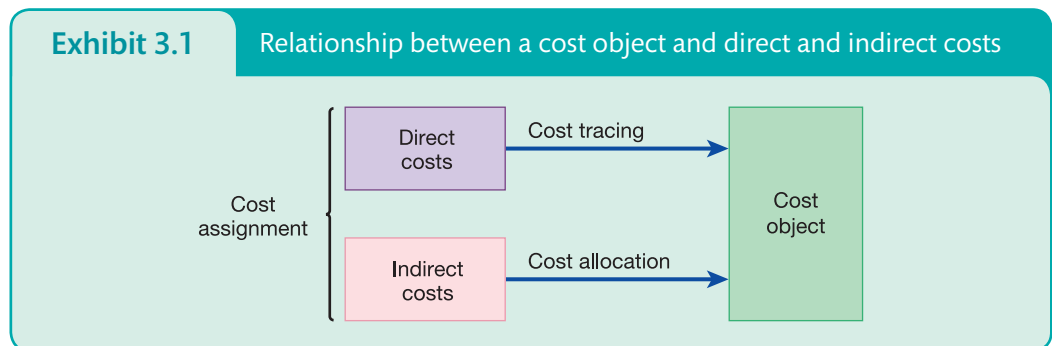 Exhibit 3.1
Relationship between a cost object and direct and indirect costs
Cost
assignment
Direct
costs
Cost tracing
Indirect
costs
Cost allocation
Cost
object